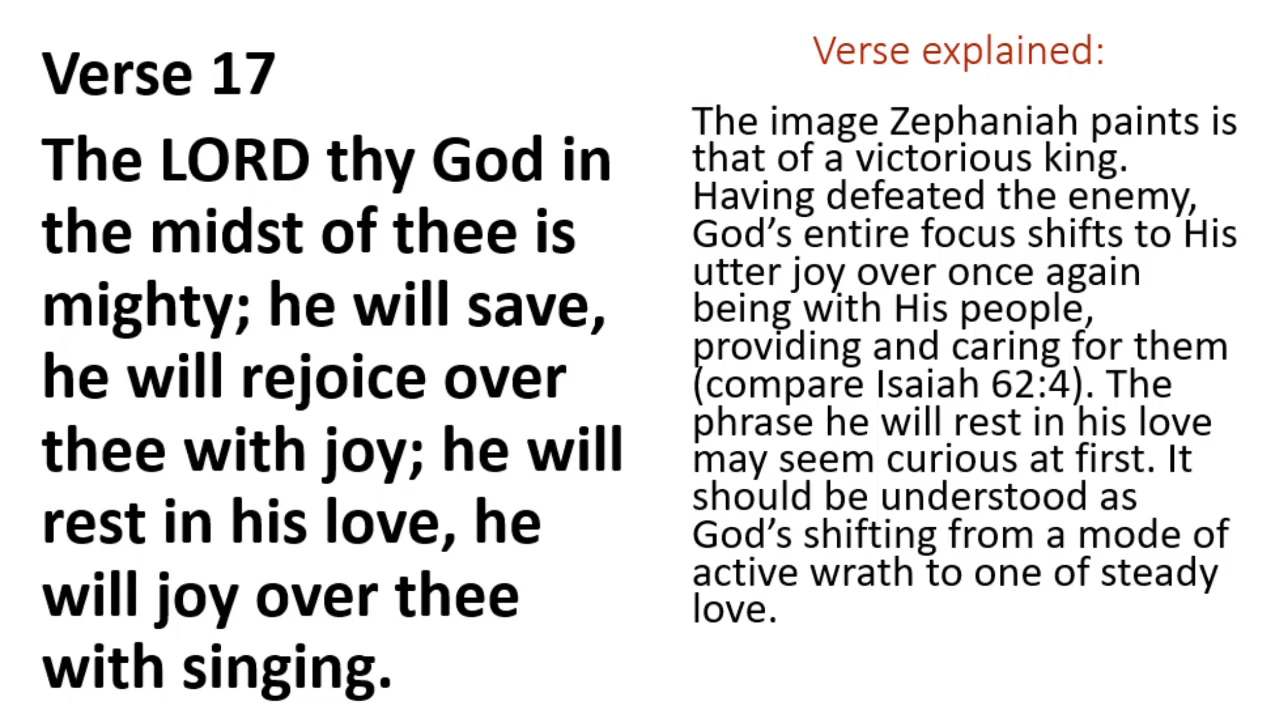 Verse 17
The LORD thy God in
the midst of thee is
mighty; he will save,
he will rejoice over
thee with joy; he will
rest in his love, he
will joy over thee
with singing.
Verse explained:
The image Zephaniah paints is
that of a victorious king.
Having defeated the enemy,
God’s entire focus shifts to His
utter joy over once again
being with His people,
providing and caring for them
(compare Isaiah 62:4). The
phrase he will rest in his love
may seem curious at first. It
should be understood as
God’s shifting from a mode of
active wrath to one of steady
love.